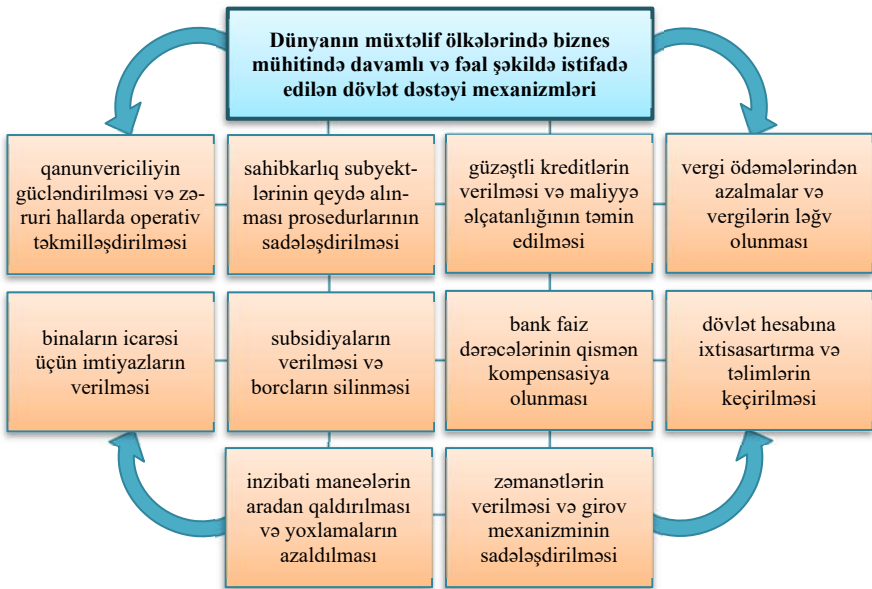 Dünyanın müxtəlif ölkələrində biznes
mühitində davamlı və fəal şəkildə istifadə
edilən dövlət dəstəyi mexanizmləri
qanunvericiliyin
gücləndirilməsi və zə-
ruri hallarda operativ
təkmilləşdirilməsi
sahibkarlıq subyekt-
lərinin qeydə alın-
ması prosedurlarının
sadələşdirilməsi
güzəştli kreditlərin
verilməsi və maliyyə
əlçatanlığının təmin
edilməsi
vergi ödəmələrindən
azalmalar və
vergilərin ləğv
olunması
binaların icarəsi
üçün imtiyazların
verilməsi
subsidiyaların
verilməsi və
borcların silinməsi
bank faiz
dərəcələrinin qismən
kompensasiya
olunması
dövlət hesabına
ixtisasartırma və
təlimlərin
keçirilməsi
inzibati maneələrin
aradan qaldırılması
və yoxlamaların
azaldılması
zəmanətlərin
verilməsi və girov
mexanizminin
sadələşdirilməsi